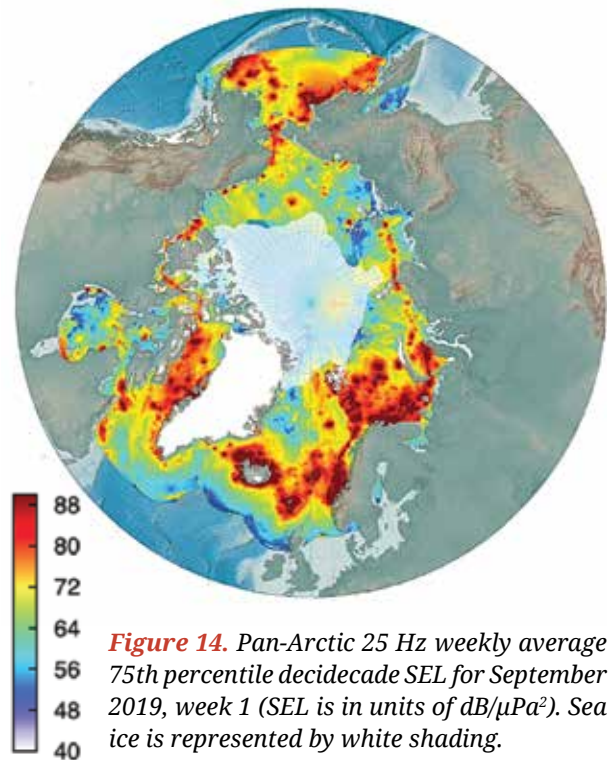 88
80
72
64
56
48
40
Figure 14. Pan-Arctic 25 Hz weekly average
75th percentile decidecade SEL for September
2019, week 1 (SEL is in units of dB/μPa²). Sea
ice is represented by white shading.